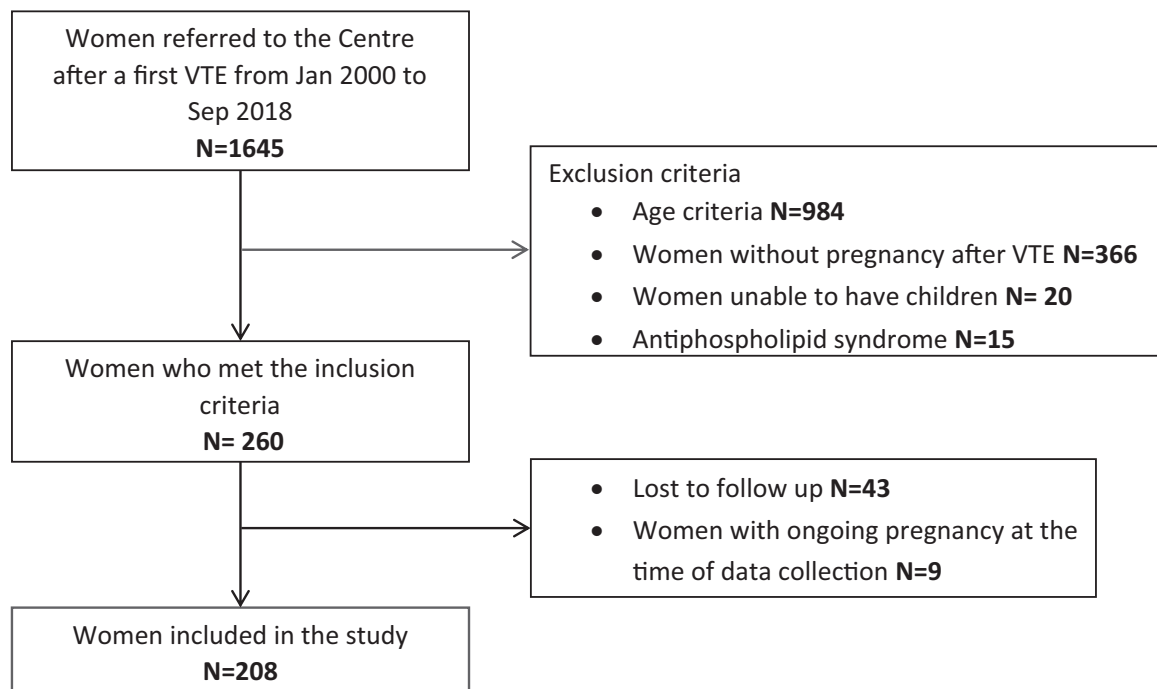 Women referred to the Centre
after a first VTE from Jan 2000 to
Sep 2018
N=1645
Exclusion criteria
• Age criteria N=984
• Women without pregnancy after VTE N=366
• Women unable to have children N= 20
• Antiphospholipid syndrome N=15
Women who met the inclusion
criteria
N= 260
• Lost to follow up N=43
• Women with ongoing pregnancy at the
time of data collection N=9
Women included in the study
N=208